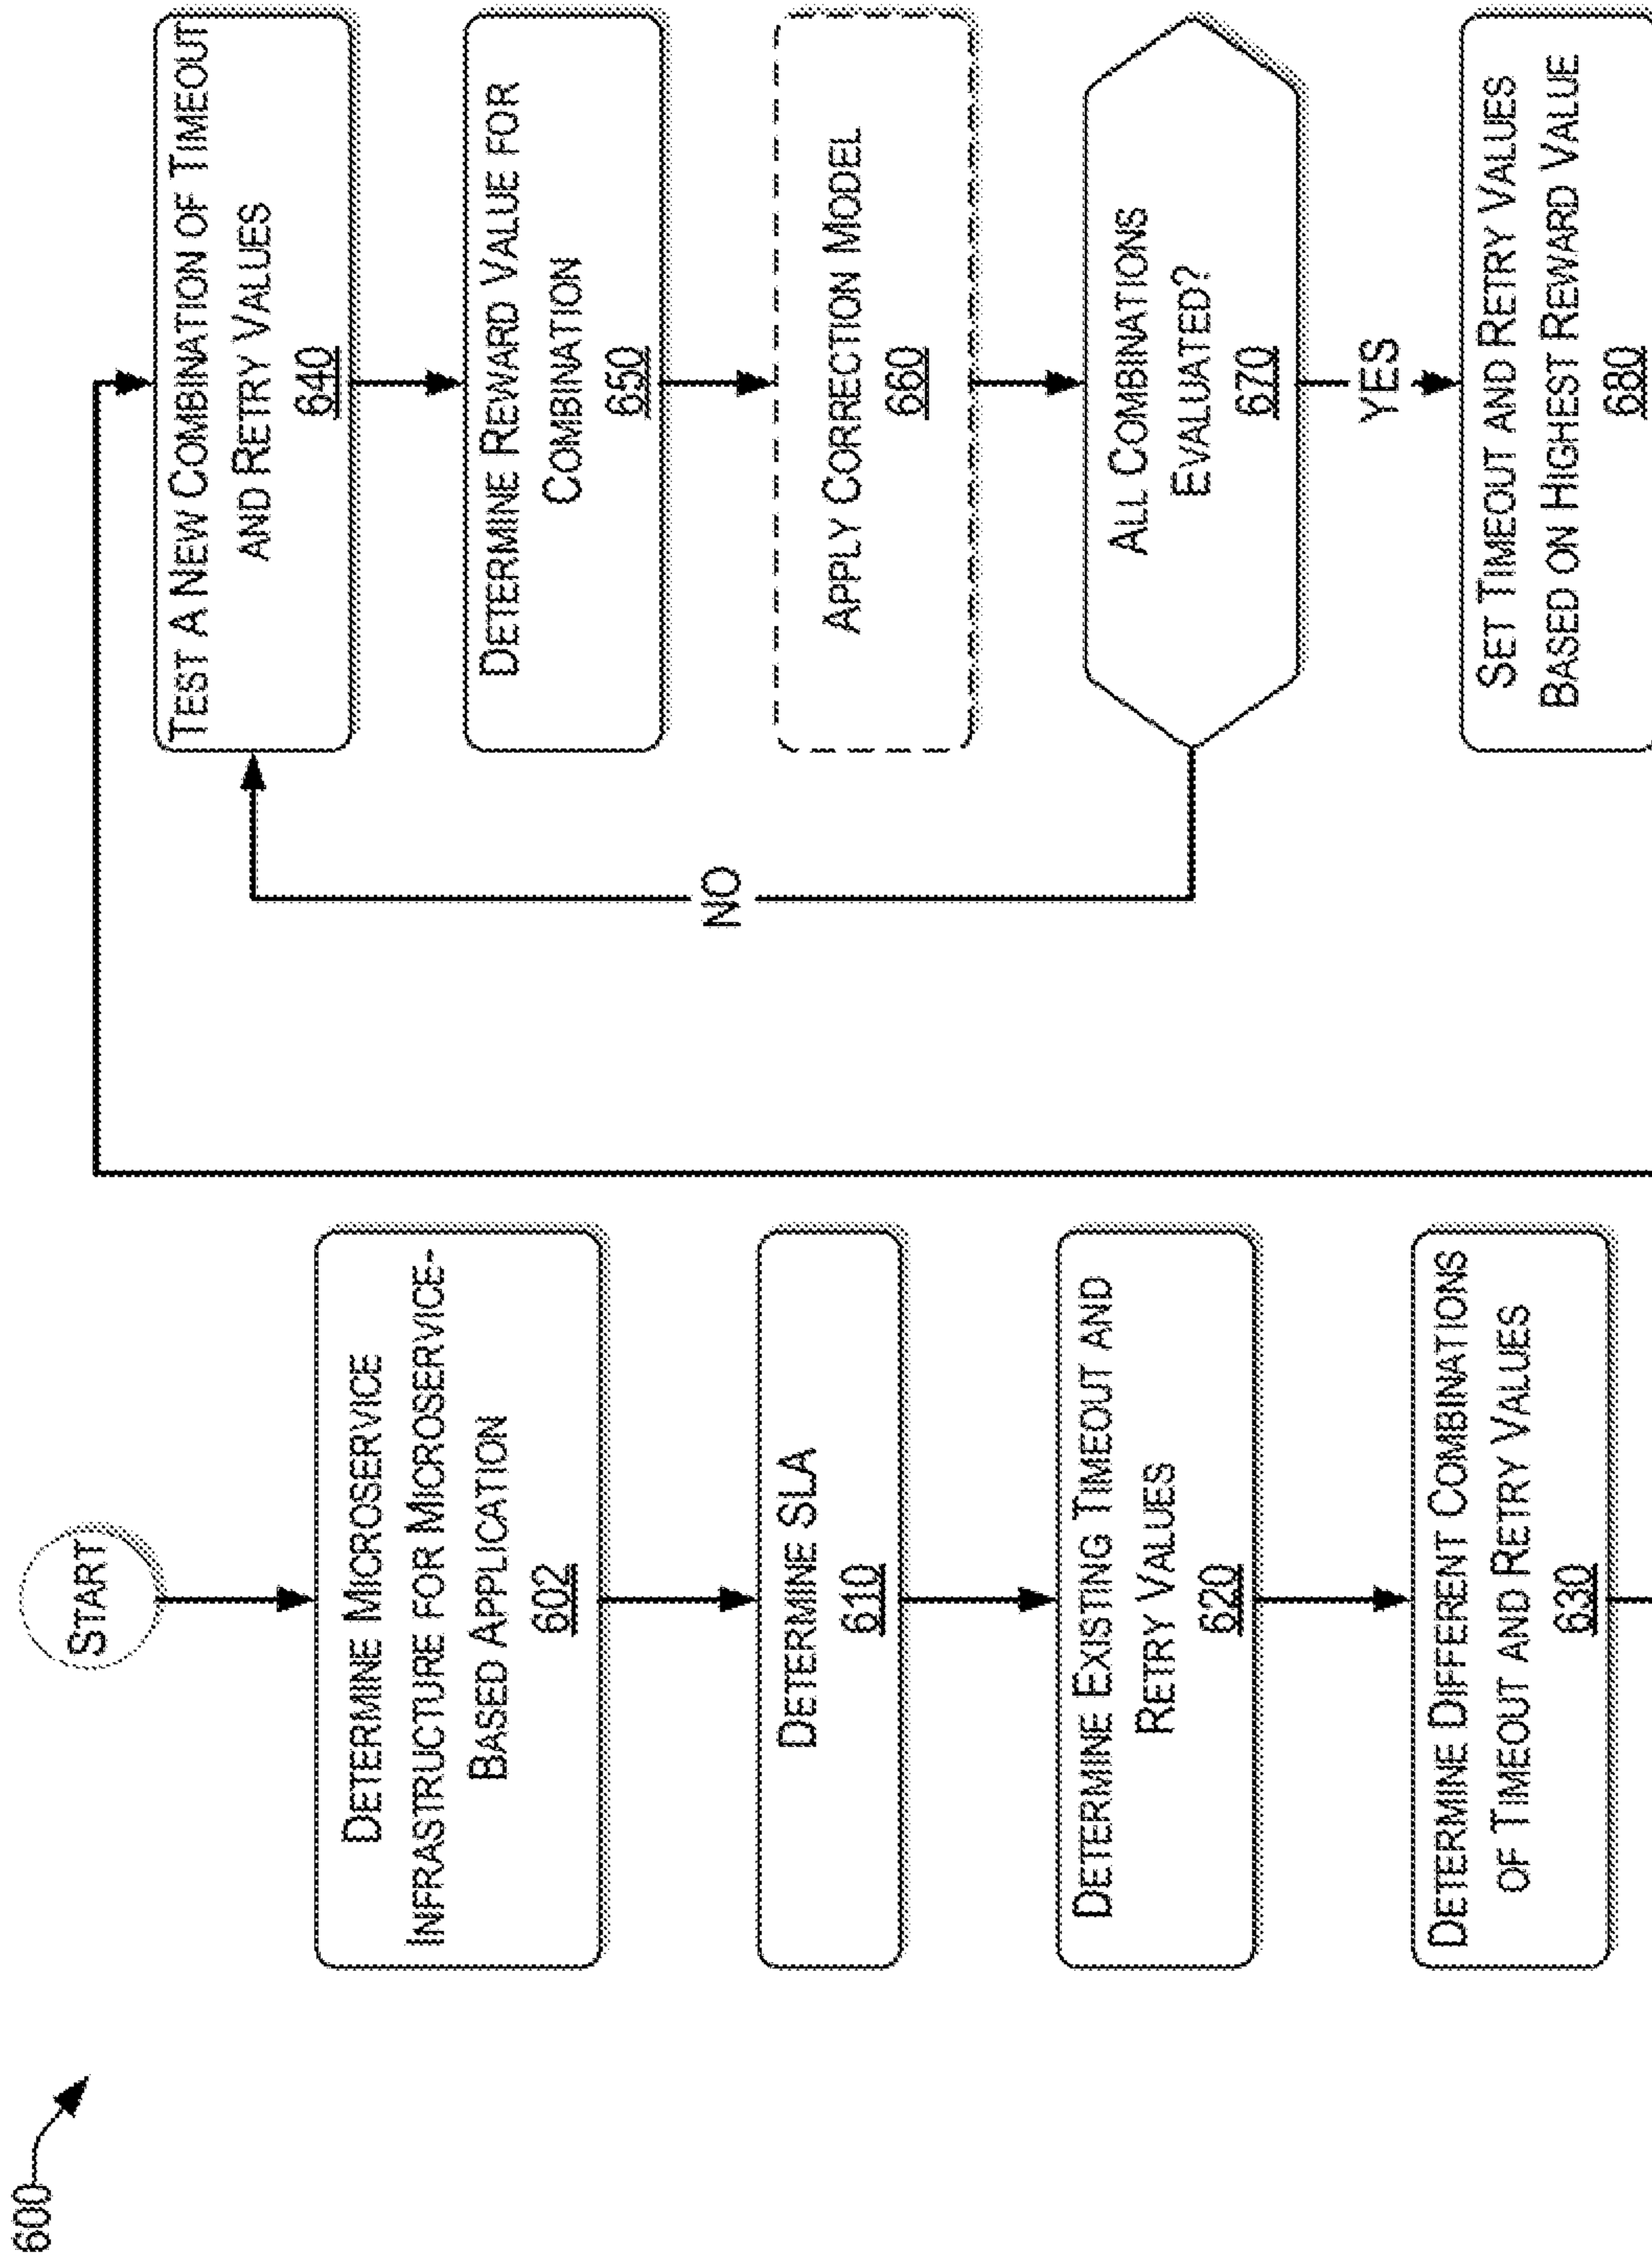 600
START
DETERMINE MICROSERVICE
INFRASTRUCTURE FOR MICROSERVICE-
BASED APPLICATION
602
DETERMINE SLA
610
DETERMINE EXISTING TIMEOUT AND
RETRY VALUES
620
DETERMINE DIFFERENT COMBINATIONS
OF TIMEOUT AND RETRY VALUES
630
TEST A NEW COMBINATION OF TIMEOUT
AND RETRY VALUES
640
DETERMINE REWARD VALUE FOR
COMBINATION
650
APPLY CORRECTION MODEL
660
ALL COMBINATIONS
EVALUATED?
670
NO
YES
SET TIMEOUT AND RETRY VALUES
BASED ON HIGHEST REWARD VALUE
680